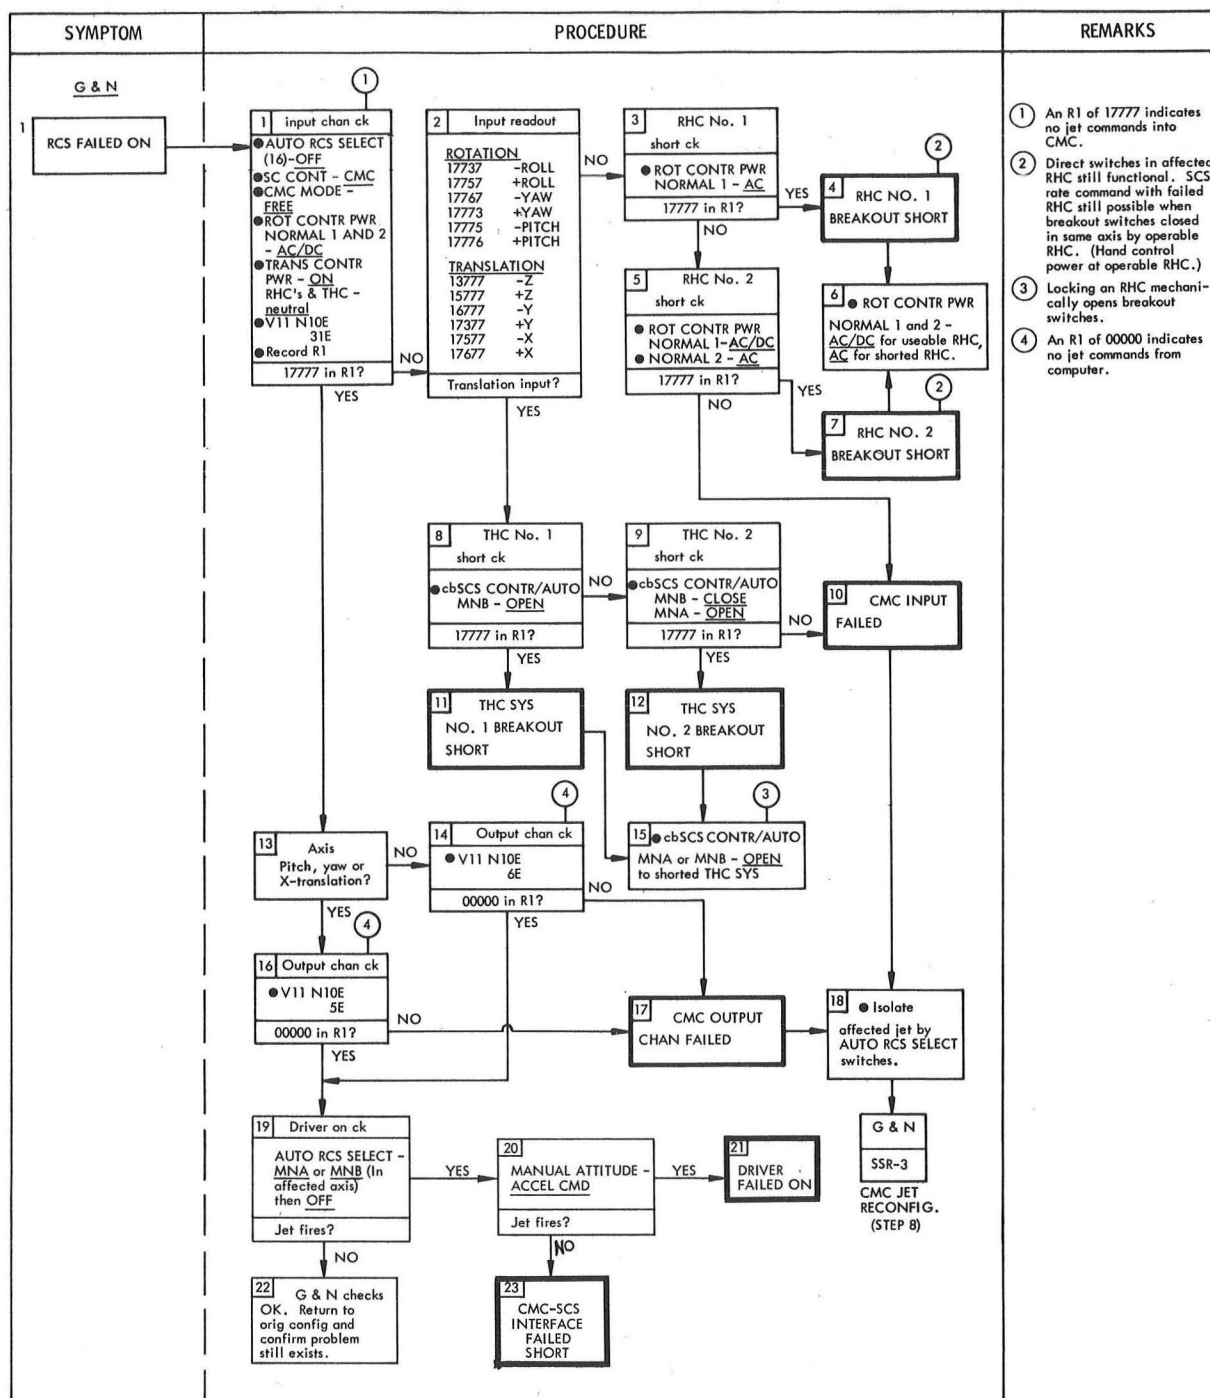 SYMPTOM
PROCEDURE
REMARKS
G & N
1
RCS FAILED ON
1
1 input chan ck
●AUTO RCS SELECT
(16)-OFF
●SC CONT - CMC
●CMC MODE -
FREE
●ROT CONTR PWR
NORMAL 1 AND 2
- AC/DC
●TRANS CONTR
PWR - ON
RHC's & THC -
neutral
●V11 N10E
31E
●Record R1
17777 in R1?
NO
YES
2 Input readout
ROTATION
17737 -ROLL
17757 +ROLL
17767 -YAW
17773 +YAW
17775 -PITCH
17776 +PITCH
TRANSLATION
13777 -Z
15777 +Z
16777 -Y
17377 +Y
17577 -X
17677 +X
Translation input?
NO
YES
3 RHC No. 1
short ck
● ROT CONTR PWR
NORMAL 1 - AC
17777 in R1?
YES
NO
2
4 RHC NO. 1
BREAKOUT SHORT
5 RHC No. 2
short ck
● ROT CONTR PWR
NORMAL 1-AC/DC
● NORMAL 2 - AC
17777 in R1?
YES
NO
6 ● ROT CONTR PWR
NORMAL 1 and 2 -
AC/DC for useable RHC,
AC for shorted RHC.
2
7 RHC NO. 2
BREAKOUT SHORT
8 THC No. 1
short ck
●cbSCS CONTR/AUTO
MNB - OPEN
17777 in R1?
NO
YES
9 THC No. 2
short ck
●cbSCS CONTR/AUTO
MNB - CLOSE
MNA - OPEN
17777 in R1?
NO
YES
10 CMC INPUT
FAILED
11 THC SYS
NO. 1 BREAKOUT
SHORT
12 THC SYS
NO. 2 BREAKOUT
SHORT
13 Axis
Pitch, yaw or
X-translation?
NO
YES
4
14 Output chan ck
● V11 N10E
6E
00000 in R1?
NO
YES
3
15 ●cbSCS CONTR/AUTO
MNA or MNB - OPEN
to shorted THC SYS
4
16 Output chan ck
● V11 N10E
5E
00000 in R1?
NO
YES
17 CMC OUTPUT
CHAN FAILED
18 ● Isolate
affected jet by
AUTO RCS SELECT
switches.
G & N
SSR-3
CMC JET
RECONFIG.
(STEP 8)
19 Driver on ck
AUTO RCS SELECT -
MNA or MNB (In
affected axis)
then OFF
Jet fires?
YES
NO
20
MANUAL ATTITUDE -
ACCEL CMD
Jet fires?
YES
NO
21
DRIVER
FAILED ON
22 G & N checks
OK. Return to
orig config and
confirm problem
still exists.
23
CMC-SCS
INTERFACE
FAILED
SHORT
1 An R1 of 17777 indicates
no jet commands into
CMC.
2 Direct switches in affected
RHC still functional. SCS
rate command with failed
RHC still possible when
breakout switches closed
in same axis by operable
RHC. (Hand control
power at operable RHC.)
3 Locking an RHC mechani-
cally opens breakout
switches.
4 An R1 of 00000 indicates
no jet commands from
computer.